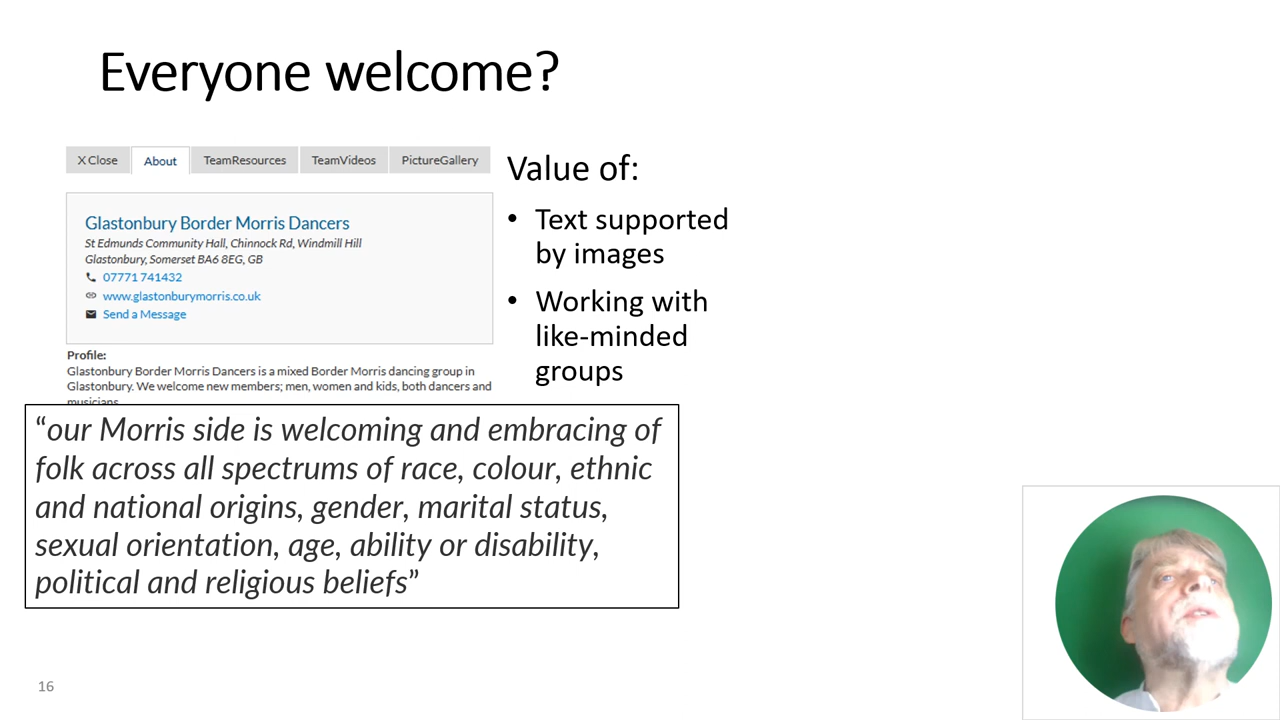 Everyone welcome?
X Close About TeamResources TeamVideos PictureGallery
Glastonbury Border Morris Dancers
St Edmunds Community Hall, Chinnock Rd, Windmill Hill
Glastonbury, Somerset BA6 8EG, GB
07771 741432
www.glastonburymorris.co.uk
Send a Message
Profile:
Glastonbury Border Morris Dancers is a mixed Border Morris dancing group in
Glastonbury. We welcome new members; men, women and kids, both dancers and
musicians
Value of:
• Text supported
by images
• Working with
like-minded
groups
“our Morris side is welcoming and embracing of
folk across all spectrums of race, colour, ethnic
and national origins, gender, marital status,
sexual orientation, age, ability or disability,
political and religious beliefs”
16